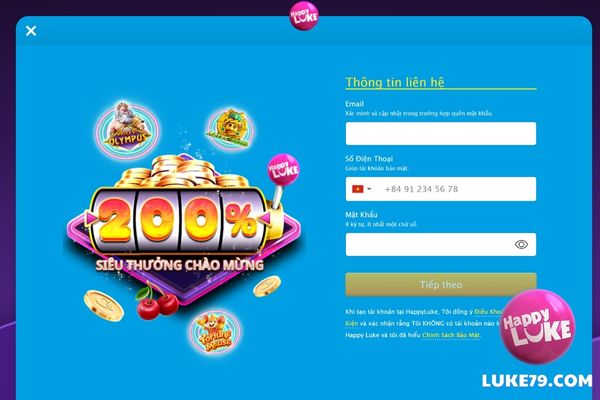 Happy
LUKE
Thông tin liên hệ
Email
Xác minh và cập nhật trong trường hợp quên mật khẩu.
Số Điện Thoại
Giúp tài khoản bảo mật.
+84 91 234 56 78
Mật Khẩu
8 ký tự, ít nhất một chữ số.
Tiếp theo
Khi tạo tài khoản tại HappyLuke, Tôi đồng ý Điều Kho
Kiện và xác nhận rằng Tôi KHÔNG có tài khoản nào k
Happy Luke và tôi đã hiểu Chính Sách Bảo Mật.
OLYMPUS
Happy
LUKE
200%
SIÊU THƯỞNG CHÀO MỪNG
Fortune
Mouse
Happy
LUKE
LUKE79.COM